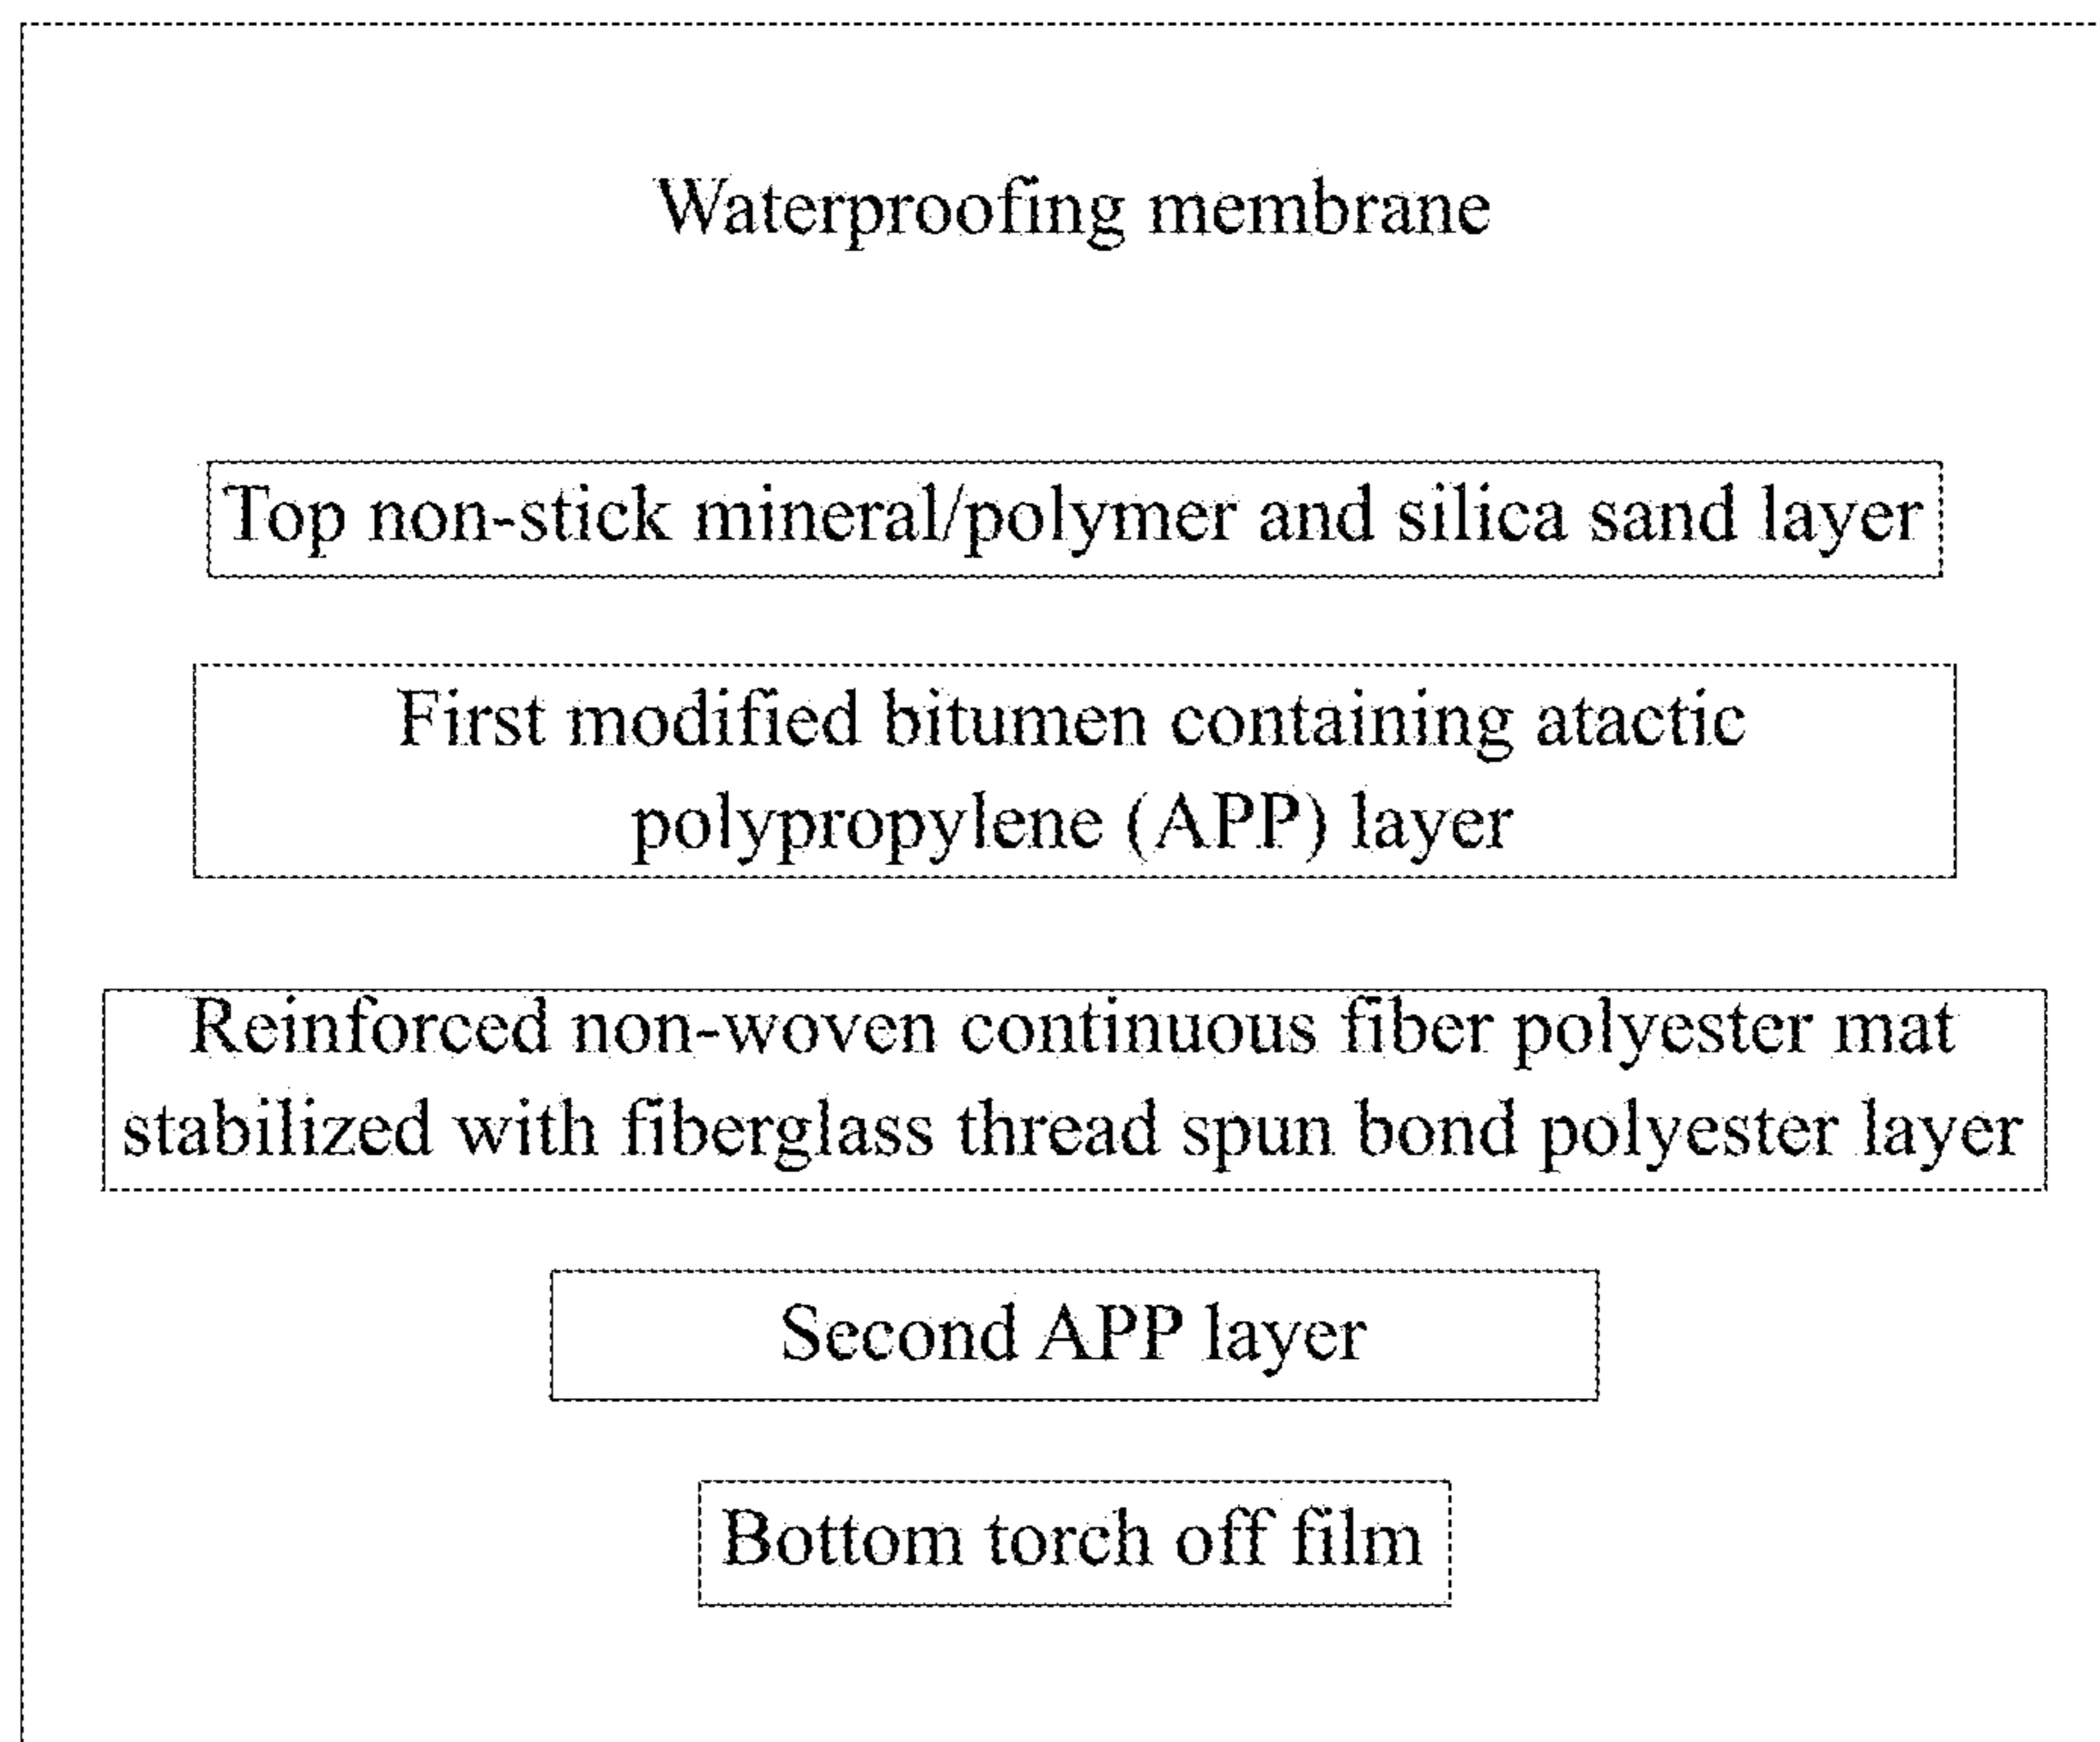 Waterproofing membrane
Top non-stick mineral/polymer and silica sand layer
First modified bitumen containing atactic
polypropylene (APP) layer
Reinforced non-woven continuous fiber polyester mat
stabilized with fiberglass thread spun bond polyester layer
Second APP layer
Bottom torch off film